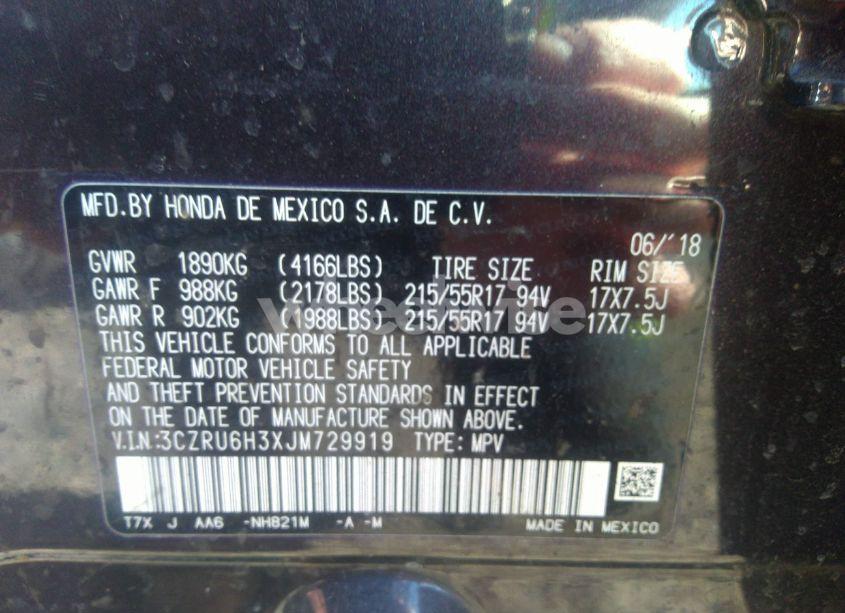 MFD.BY HONDA DE MEXICO S.A. DE C.V.
06/'18
GVWR 1890KG (4166LBS) TIRE SIZE RIM SIZE
GAWR F 988KG (2178LBS) 215/55R17 94V 17X7.5J
GAWR R 902KG (1988LBS) 215/55R17 94V 17X7.5J
THIS VEHICLE CONFORMS TO ALL APPLICABLE
FEDERAL MOTOR VEHICLE SAFETY
AND THEFT PREVENTION STANDARDS IN EFFECT
ON THE DATE OF MANUFACTURE SHOWN ABOVE.
V.I.N:3CZRU6H3XJM729919 TYPE: MPV
T7X J AA6 -NH821M -A -M MADE IN MEXICO